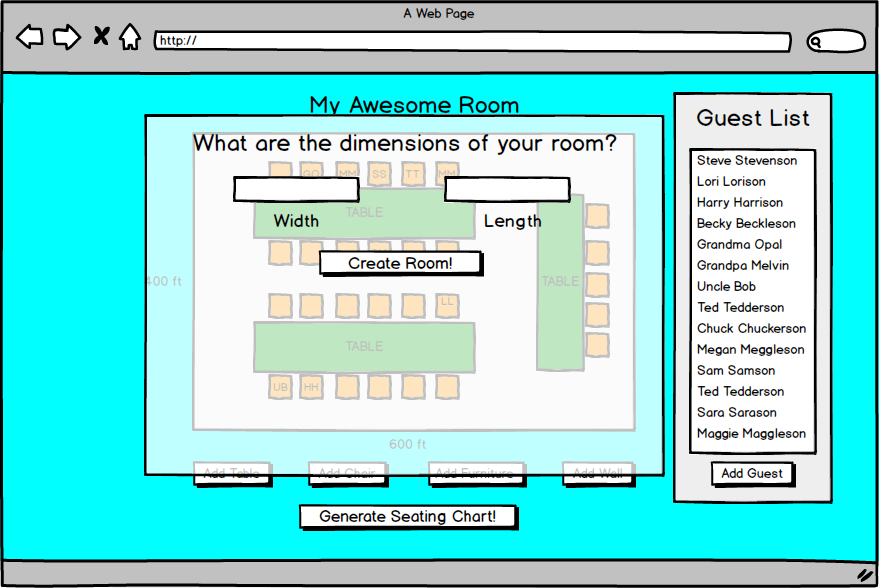 A Web Page
http://
My Awesome Room
What are the dimensions of your room?
GO MM SS TT MM
TABLE
Width Length
Create Room!
400 ft
TABLE
LL
TABLE
UB HH
600 ft
Add Table Add Chair Add Furniture Add Wall
Generate Seating Chart!
Guest List
Steve Stevenson
Lori Lorison
Harry Harrison
Becky Beckleson
Grandma Opal
Grandpa Melvin
Uncle Bob
Ted Tedderson
Chuck Chuckerson
Megan Meggleson
Sam Samson
Ted Tedderson
Sara Sarason
Maggie Maggleson
Add Guest